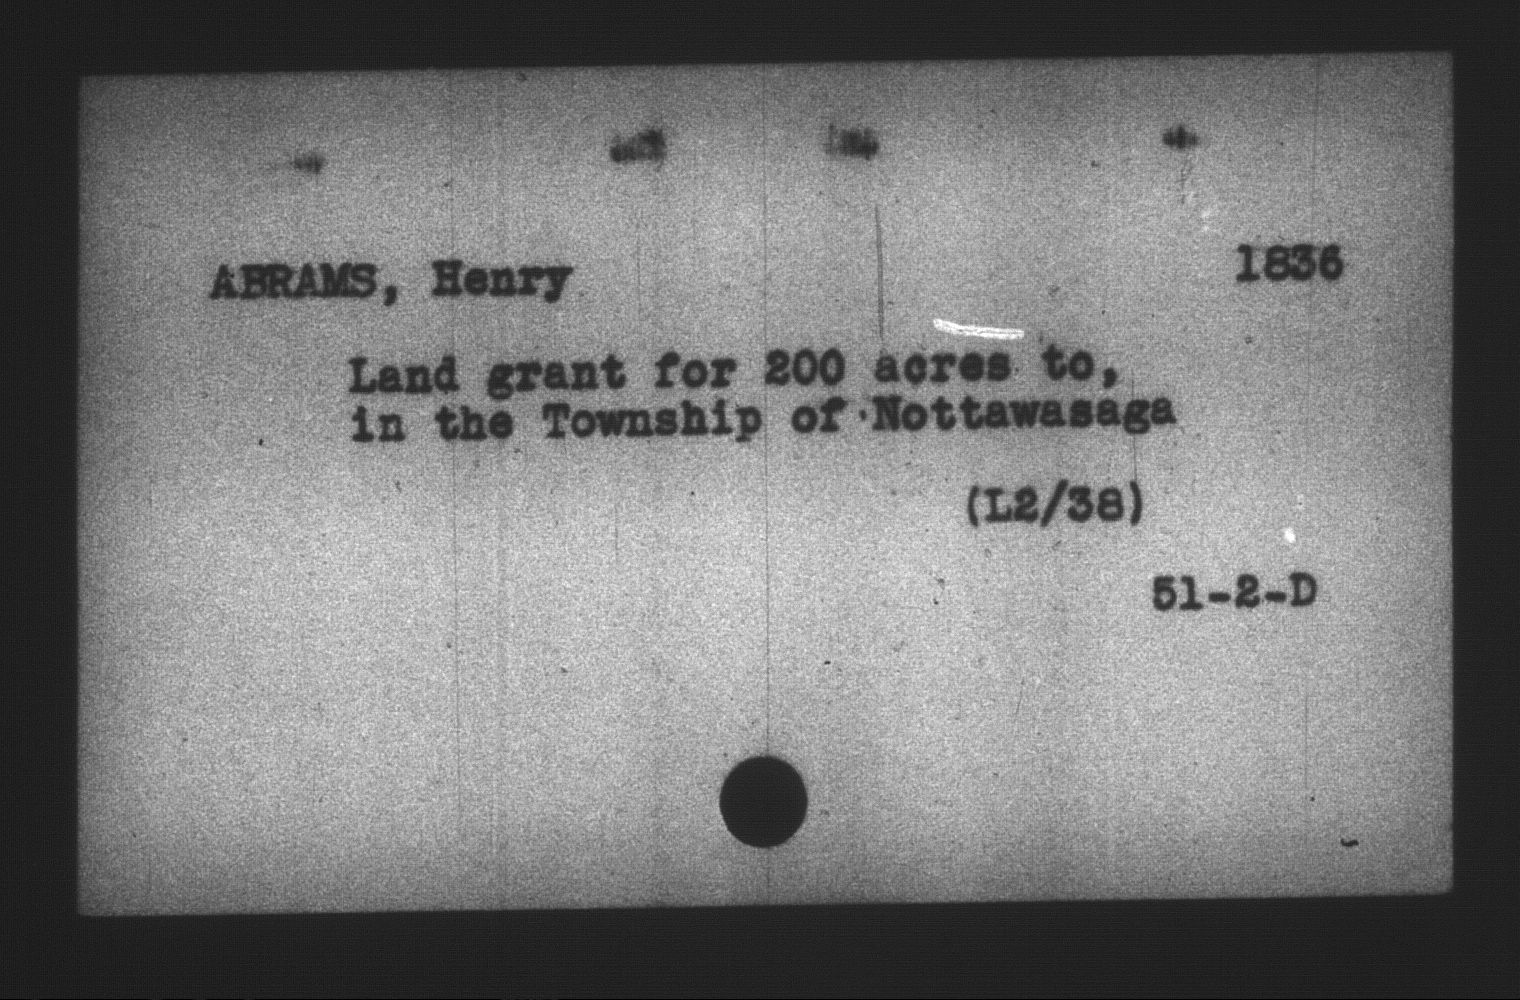 ABRAMS, Henry 1836
Land grant for 200 acres to,
in the Township of Nottawasaga
(L2/38)
51-2-D